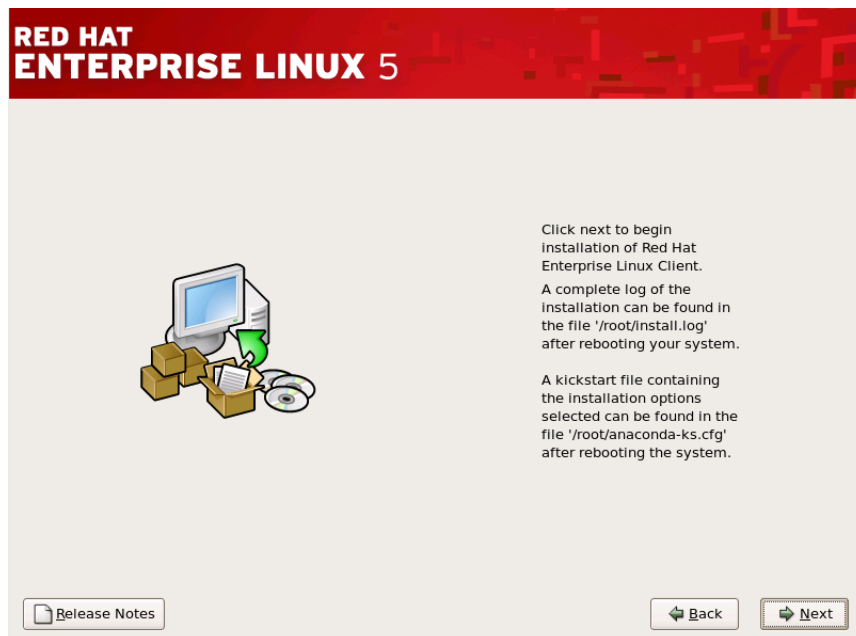 RED HAT
ENTERPRISE LINUX 5
Click next to begin
installation of Red Hat
Enterprise Linux Client.
A complete log of the
installation can be found in
the file '/root/install.log'
after rebooting your system.
A kickstart file containing
the installation options
selected can be found in the
file '/root/anaconda-ks.cfg'
after rebooting the system.
Release Notes
Back
Next